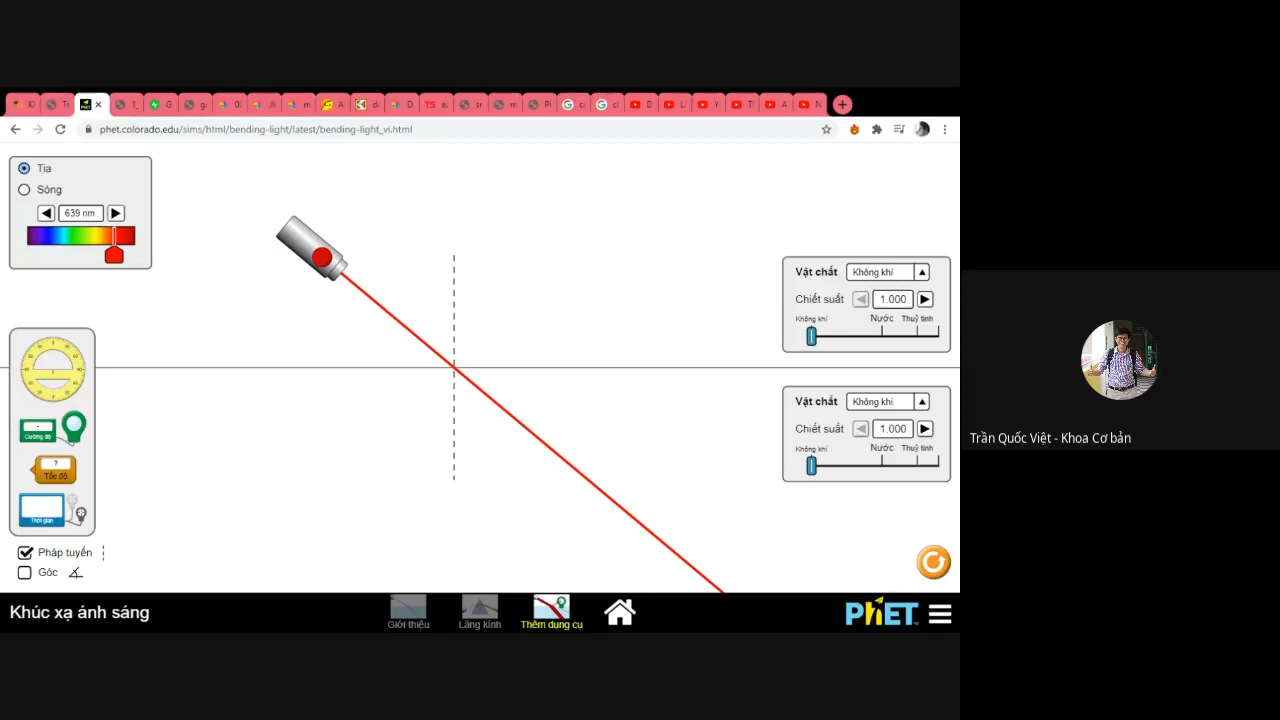 phet.colorado.edu/sims/html/bending-light/latest/bending-light_vi.html
Tia
Sóng
639 nm
Vật chất Không khí
Chiết suất 1.000
Không khí Nước Thuỷ tinh
Vật chất Không khí
Chiết suất 1.000
Không khí Nước Thuỷ tinh
Cường độ
?
Tốc độ
Thời gian
Pháp tuyến
Góc
Khúc xạ ánh sáng
Giới thiệu
Lăng kính
Thêm dụng cụ
PhET
Trần Quốc Việt - Khoa Cơ bản